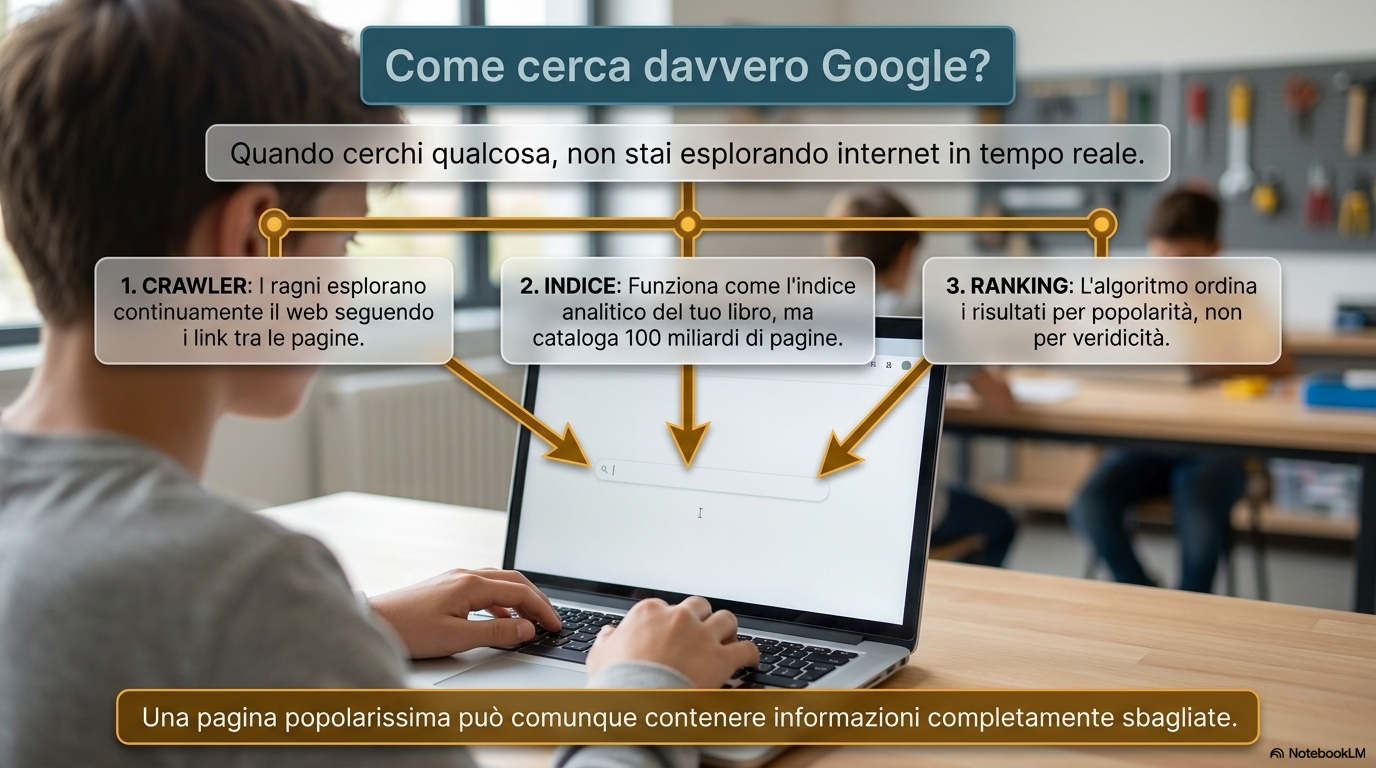 Come cerca davvero Google?
Quando cerchi qualcosa, non stai esplorando internet in tempo reale.
1. CRAWLER: I ragni esplorano
continuamente il web seguendo
i link tra le pagine.
2. INDICE: Funziona come l'indice
analitico del tuo libro, ma
cataloga 100 miliardi di pagine.
3. RANKING: L'algoritmo ordina
i risultati per popolarità, non
per veridicità.
Una pagina popolarissima può comunque contenere informazioni completamente sbagliate.
NotebookLM